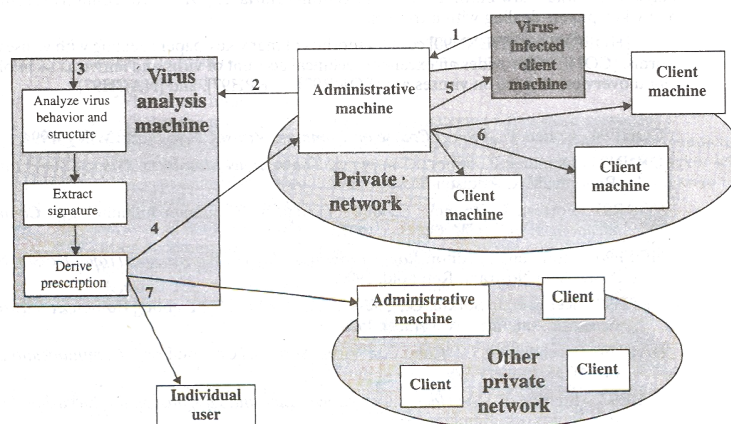 3
Virus
analysis
machine
Analyze virus
behavior and
structure
Extract
signature
Derive
prescription
2
4
7
Administrative
machine
1
5
6
Virus-
infected
client
machine
Client
machine
Client
machine
Client
machine
Private
network
Administrative
machine
Client
Client
Client
Other
private
network
Individual
user